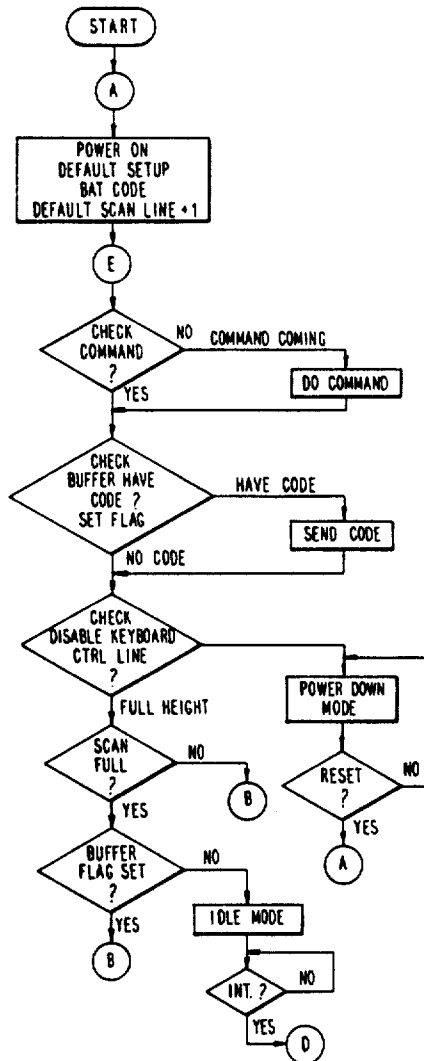 START
A
POWER ON
DEFAULT SETUP
BAT CODE
DEFAULT SCAN LINE +1
E
CHECK
COMMAND
?
NO
COMMAND COMING
DO COMMAND
YES
CHECK
BUFFER HAVE
CODE ?
SET FLAG
HAVE CODE
SEND CODE
NO CODE
CHECK
DISABLE KEYBOARD
CTRL LINE
?
POWER DOWN
MODE
FULL HEIGHT
SCAN
FULL
?
NO
B
RESET
?
NO
YES
A
YES
BUFFER
FLAG SET
?
NO
IDLE MODE
YES
B
INT. ?
NO
YES
D